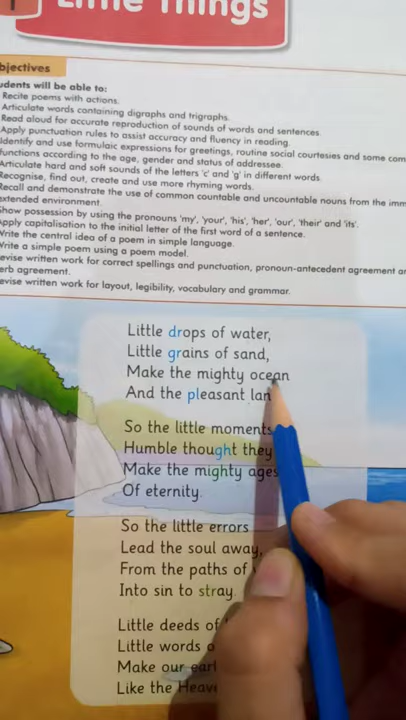 Little Things
bjectives
udents will be able to:
Recite poems with actions.
Articulate words containing digraphs and trigraphs.
Read aloud for accurate reproduction of sounds of words and sentences.
Apply punctuation rules to assist accuracy and fluency in reading.
Identify and use formulaic expressions for greetings, routine social courtesies and some com
functions according to the age, gender and status of addressee.
Articulate hard and soft sounds of the letters 'c' and 'g' in different words.
Recognise, find out, create and use more rhyming words.
Recall and demonstrate the use of common countable and uncountable nouns from the imm
extended environment.
Show possession by using the pronouns 'my', 'your', 'his', 'her', 'our', 'their' and 'its'.
Apply capitalisation to the initial letter of the first word of a sentence.
Write the central idea of a poem in simple language.
Write a simple poem using a poem model.
evise written work for correct spellings and punctuation, pronoun-antecedent agreement an
erb agreement.
evise written work for layout, legibility, vocabulary and grammar.
Little drops of water,
Little grains of sand,
Make the mighty ocean
And the pleasant lan
So the little moments
Humble thought they
Make the mighty ages
Of eternity.
So the little errors
Lead the soul away,
From the paths of
Into sin to stray.
Little deeds of
Little words o
Make our eart
Like the Heave